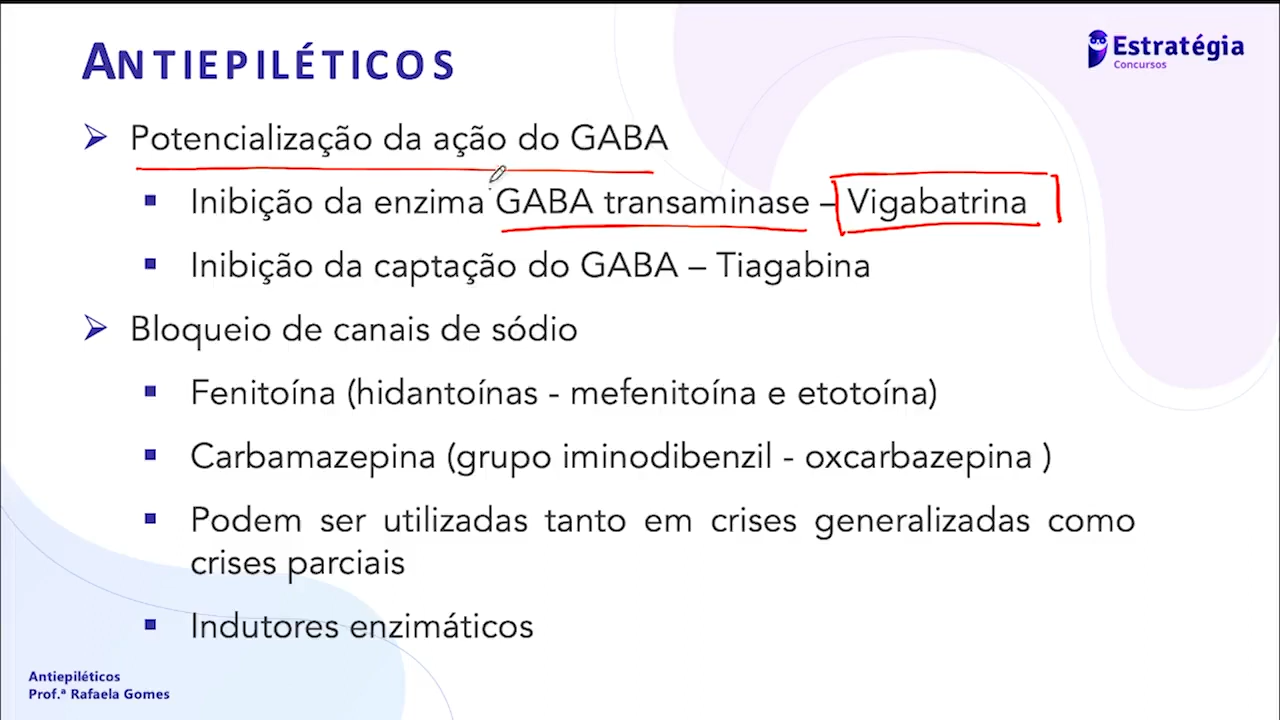 ANTIEPILÉTICOS
Estratégia
Concursos
Potencialização da ação do GABA
Inibição da enzima GABA transaminase – Vigabatrina
Inibição da captação do GABA – Tiagabina
Bloqueio de canais de sódio
Fenitoína (hidantoínas - mefenitoína e etotoína)
Carbamazepina (grupo iminodibenzil - oxcarbazepina )
Podem ser utilizadas tanto em crises generalizadas como
crises parciais
Indutores enzimáticos
Antiepiléticos
Prof.ª Rafaela Gomes